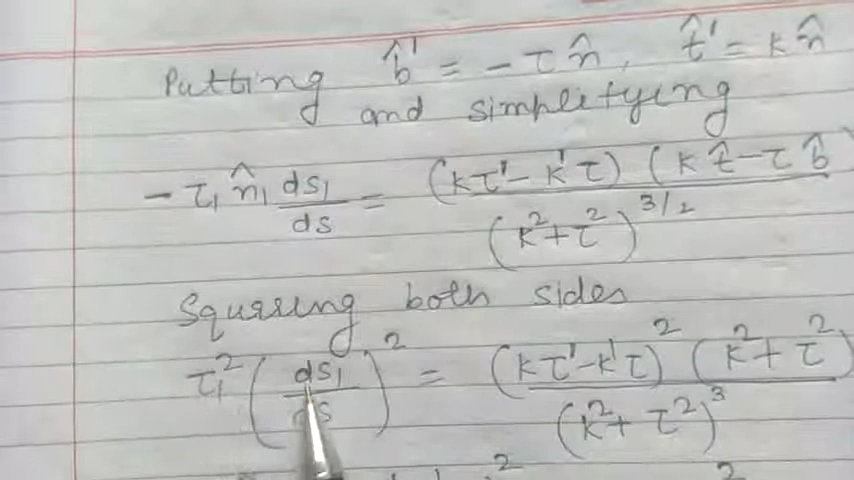 Putting b̂' = - τ n̂, t̂' = k n̂
and simplifying
- τ₁ n̂₁ ds₁/ds = (kτ' - k'τ) (k t̂ - τ b̂) / (k² + τ²)^3/2
Squaring both sides
τ₁² (ds₁/ds)² = (kτ' - k'τ)² (k² + τ²) / (k² + τ²)³